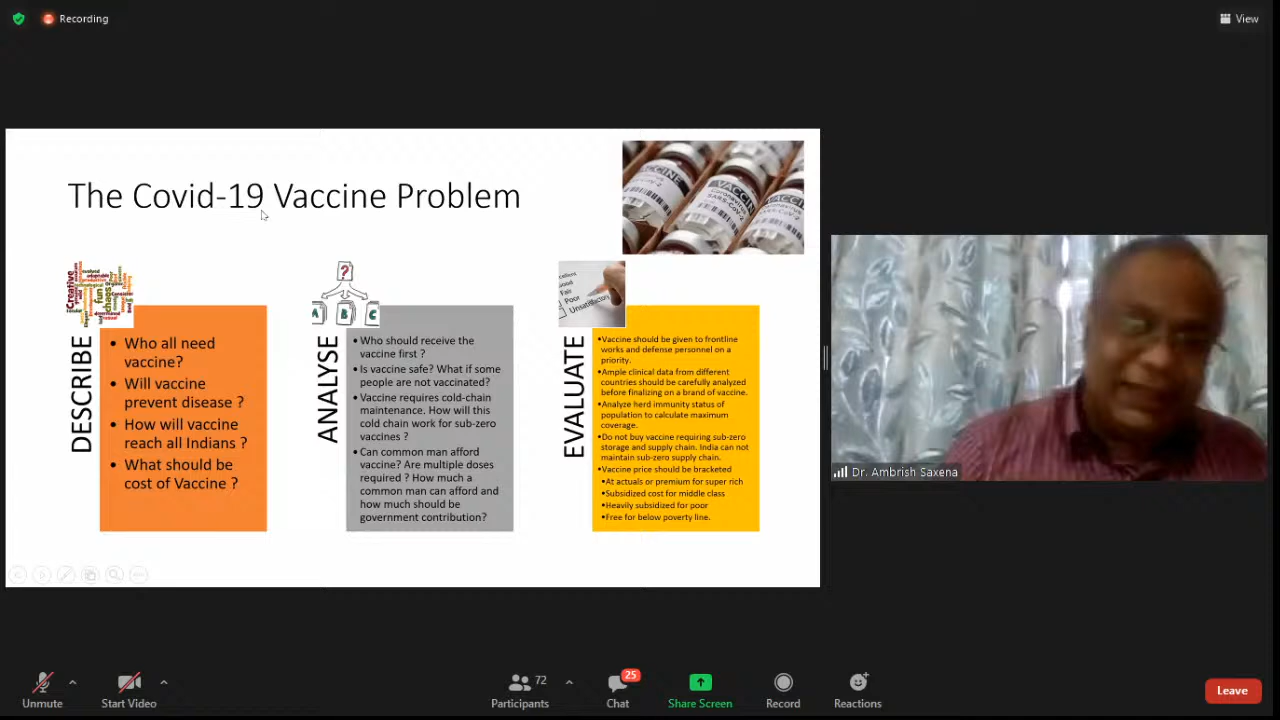 Recording
View
The Covid-19 Vaccine Problem
VACCINE
VACCINE
Coronavirus
SARS-CoV-2
DESCRIBE
• Who all need
vaccine?
• Will vaccine
prevent disease ?
• How will vaccine
reach all Indians ?
• What should be
cost of Vaccine ?
?
A B C
ANALYSE
• Who should receive the
vaccine first ?
• Is vaccine safe? What if some
people are not vaccinated?
• Vaccine requires cold-chain
maintenance. How will this
cold chain work for sub-zero
vaccines ?
• Can common man afford
vaccine? Are multiple doses
required ? How much a
common man can afford and
how much should be
government contribution?
Fair
Poor
EVALUATE
•Vaccine should be given to frontline
works and defense personnel on a
priority.
•Ample clinical data from different
countries should be carefully analyzed
before finalizing on a brand of vaccine.
•Analyze herd immunity status of
population to calculate maximum
coverage.
•Do not buy vaccine requiring sub-zero
storage and supply chain. India can not
maintain sub-zero supply chain.
•Vaccine price should be bracketed
•At actuals or premium for super rich
•Subsidized cost for middle class
•Heavily subsidized for poor
•Free for below poverty line.
Dr. Ambrish Saxena
Unmute
Start Video
72
Participants
25
Chat
Share Screen
Record
Reactions
Leave